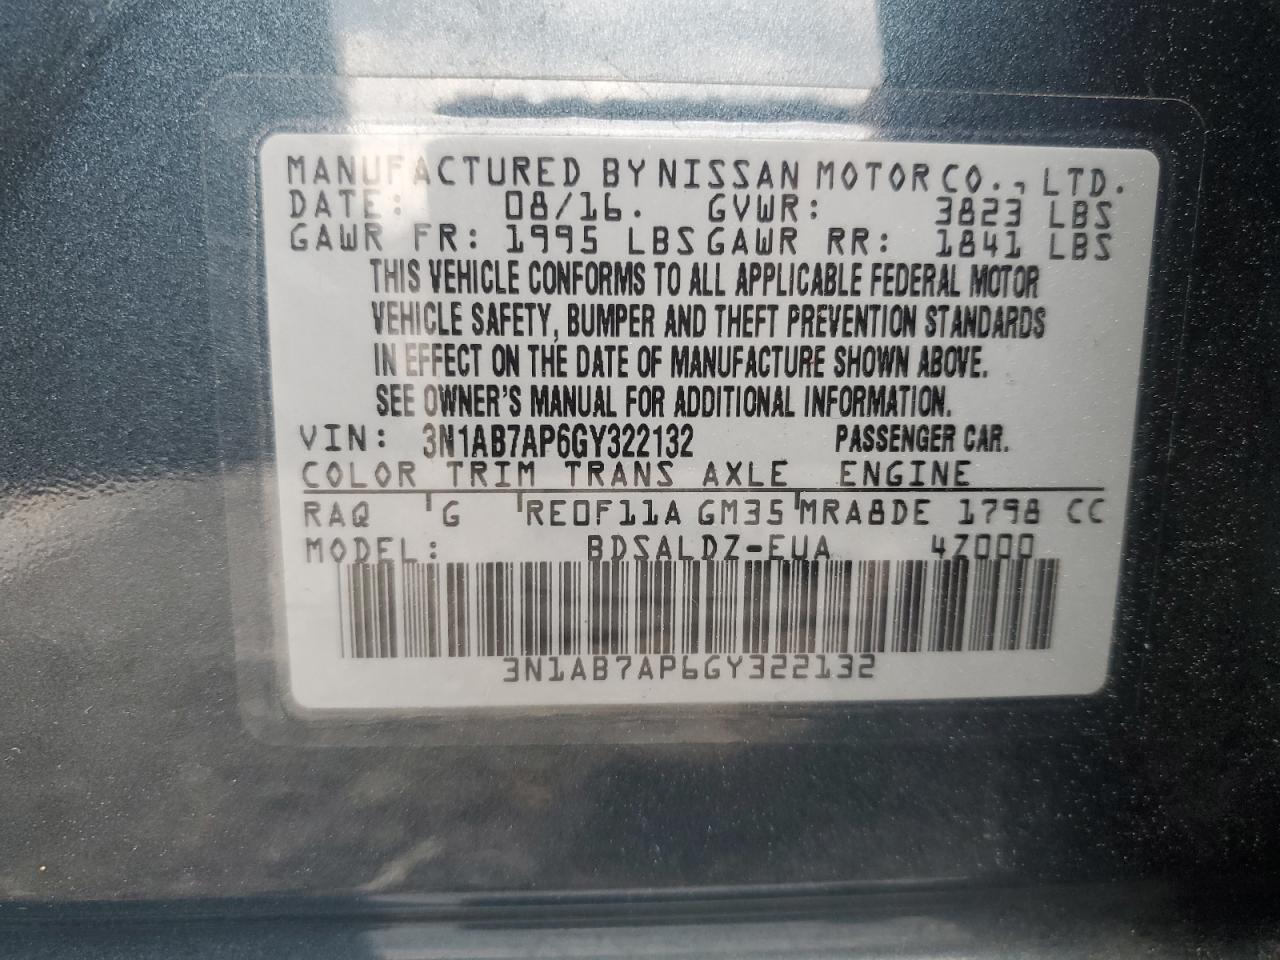 MANUFACTURED BY NISSAN MOTOR CO., LTD.
DATE: 08/16. GVWR: 3823 LBS
GAWR FR: 1995 LBS GAWR RR: 1841 LBS
THIS VEHICLE CONFORMS TO ALL APPLICABLE FEDERAL MOTOR
VEHICLE SAFETY, BUMPER AND THEFT PREVENTION STANDARDS
IN EFFECT ON THE DATE OF MANUFACTURE SHOWN ABOVE.
SEE OWNER'S MANUAL FOR ADDITIONAL INFORMATION.
VIN: 3N1AB7AP6GY322132 PASSENGER CAR.
COLOR TRIM TRANS AXLE ENGINE
RAQ G RE0F11A GM35 MRA8DE 1798 CC
MODEL: BDSALDZ-EUA 4Z000
3N1AB7AP6GY322132